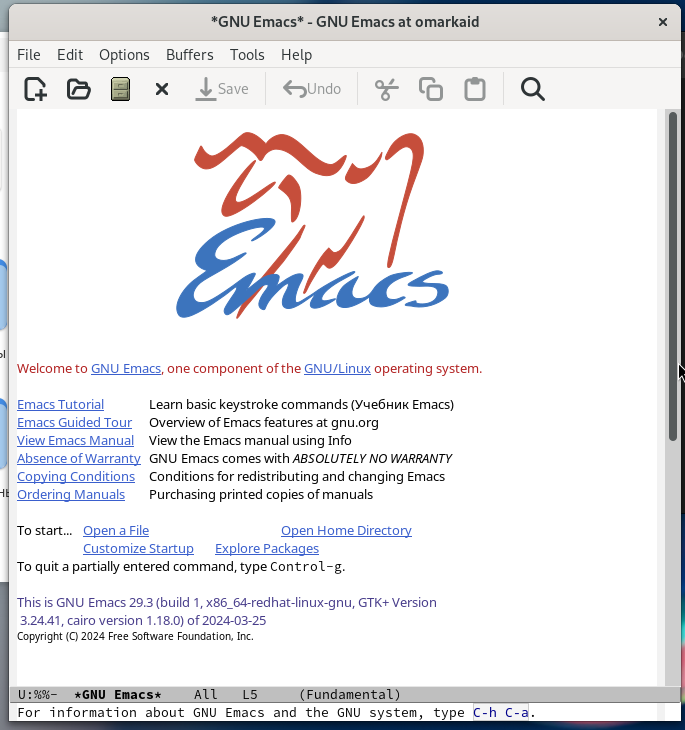 *GNU Emacs* - GNU Emacs at omarkaid
File Edit Options Buffers Tools Help
Save Undo
Emacs
Welcome to GNU Emacs, one component of the GNU/Linux operating system.
Emacs Tutorial Learn basic keystroke commands (Учебник Emacs)
Emacs Guided Tour Overview of Emacs features at gnu.org
View Emacs Manual View the Emacs manual using Info
Absence of Warranty GNU Emacs comes with ABSOLUTELY NO WARRANTY
Copying Conditions Conditions for redistributing and changing Emacs
Ordering Manuals Purchasing printed copies of manuals
To start... Open a File Open Home Directory
Customize Startup Explore Packages
To quit a partially entered command, type Control-g.
This is GNU Emacs 29.3 (build 1, x86_64-redhat-linux-gnu, GTK+ Version
3.24.41, cairo version 1.18.0) of 2024-03-25
Copyright (C) 2024 Free Software Foundation, Inc.
U:%%- *GNU Emacs* All L5 (Fundamental)
For information about GNU Emacs and the GNU system, type C-h C-a.